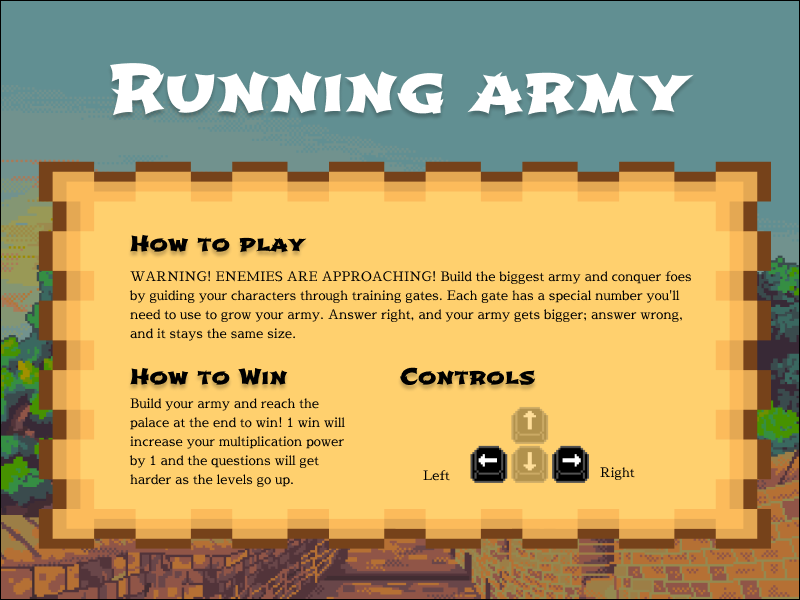 RUNNING ARMY
HOW TO PLAY
WARNING! ENEMIES ARE APPROACHING! Build the biggest army and conquer foes
by guiding your characters through training gates. Each gate has a special number you'll
need to use to grow your army. Answer right, and your army gets bigger; answer wrong,
and it stays the same size.
HOW TO WIN
Build your army and reach the
palace at the end to win! 1 win will
increase your multiplication power
by 1 and the questions will get
harder as the levels go up.
CONTROLS
Left
Right